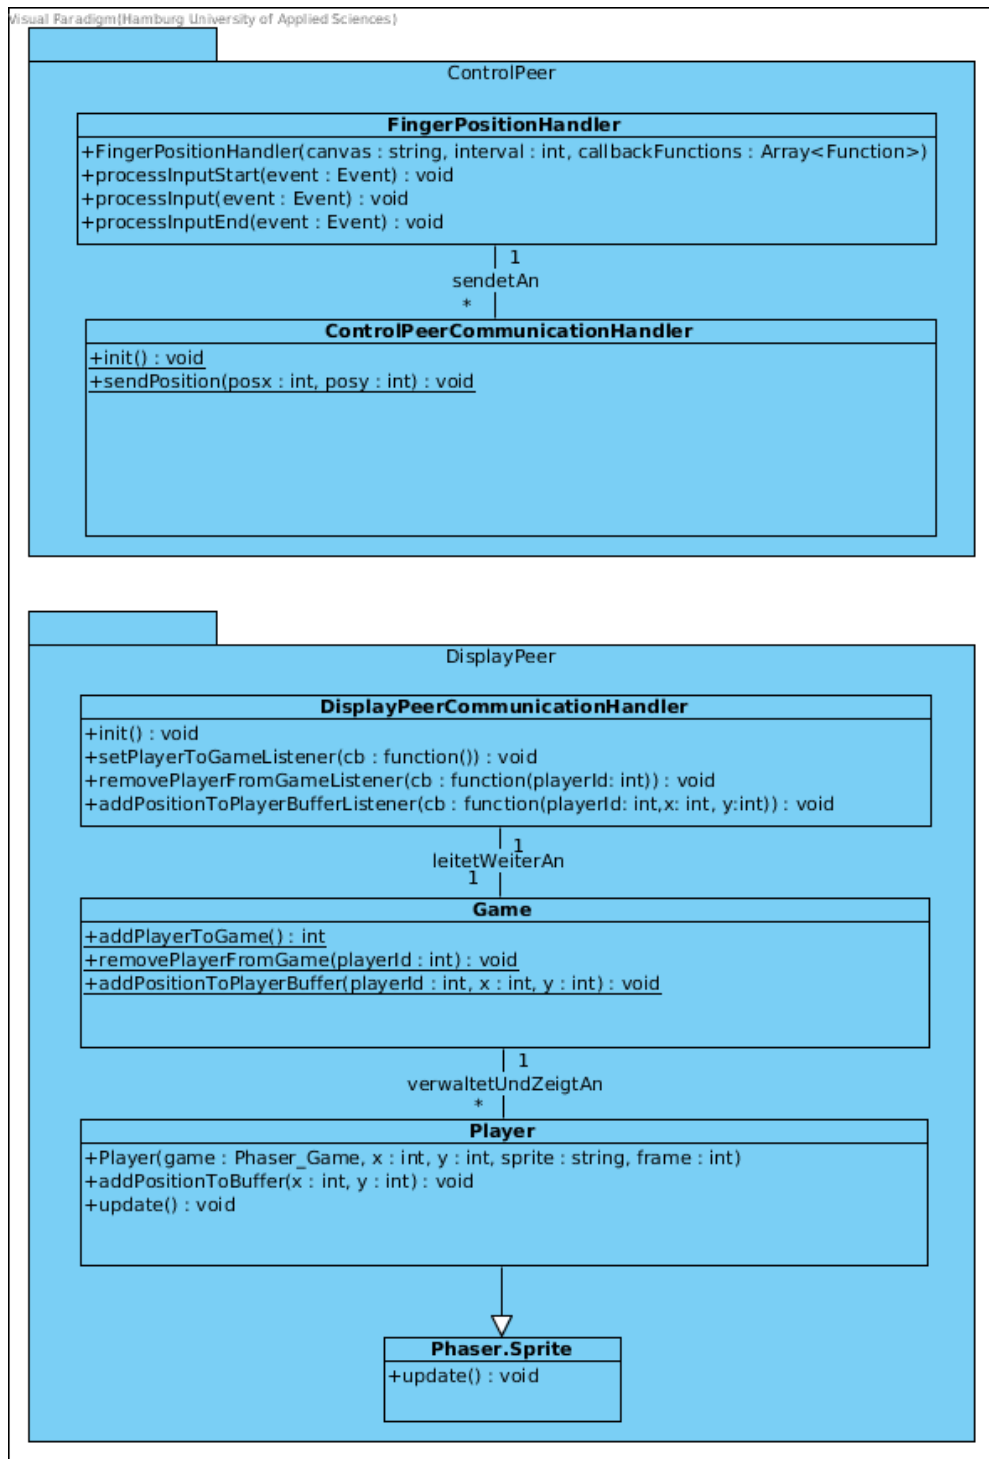 Visual Paradigm(Hamburg University of Applied Sciences)
ControlPeer
FingerPositionHandler
+FingerPositionHandler(canvas : string, interval : int, callbackFunctions : Array<Function>)
+processInputStart(event : Event) : void
+processInput(event : Event) : void
+processInputEnd(event : Event) : void
1
sendetAn
*
ControlPeerCommunicationHandler
+init() : void
+sendPosition(posx : int, posy : int) : void
DisplayPeer
DisplayPeerCommunicationHandler
+init() : void
+setPlayerToGameListener(cb : function()) : void
+removePlayerFromGameListener(cb : function(playerId: int)) : void
+addPositionToPlayerBufferListener(cb : function(playerId: int,x: int, y:int)) : void
1
leitetWeiterAn
1
Game
+addPlayerToGame() : int
+removePlayerFromGame(playerId : int) : void
+addPositionToPlayerBuffer(playerId : int, x : int, y : int) : void
1
verwaltetUndZeigtAn
*
Player
+Player(game : Phaser_Game, x : int, y : int, sprite : string, frame : int)
+addPositionToBuffer(x : int, y : int) : void
+update() : void
Phaser.Sprite
+update() : void